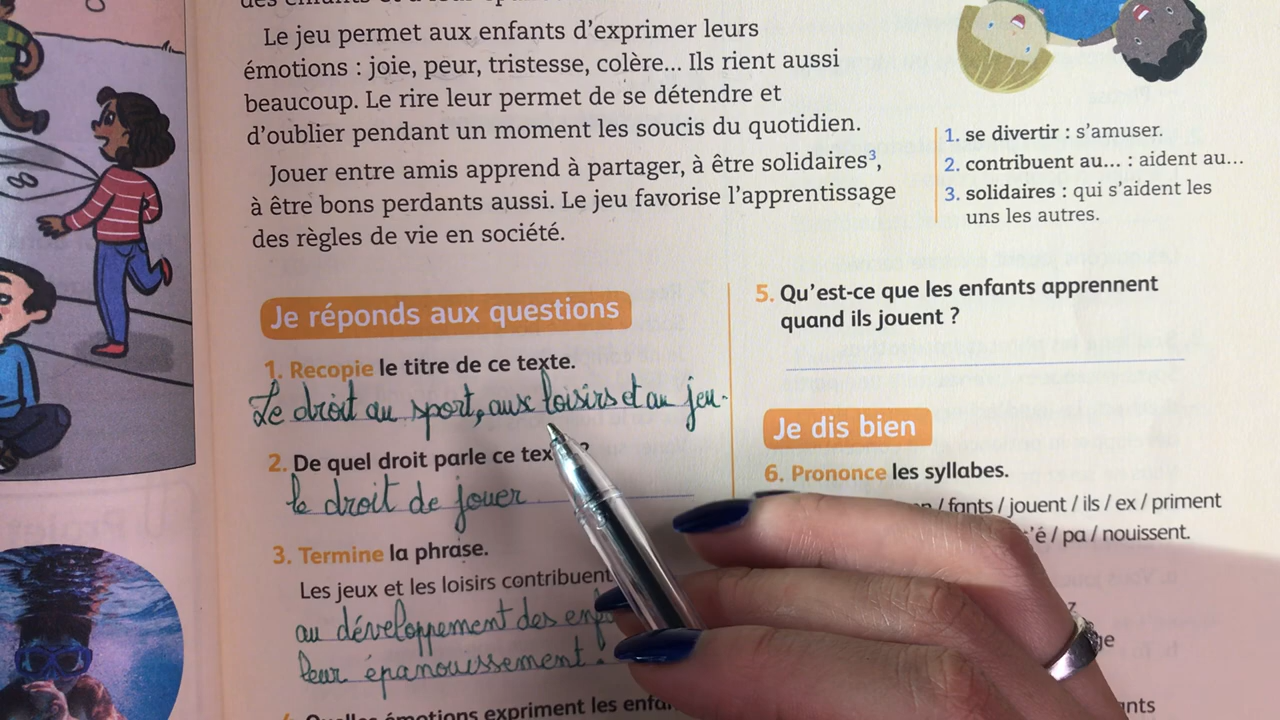 Le jeu permet aux enfants d'exprimer leurs
émotions : joie, peur, tristesse, colère... Ils rient aussi
beaucoup. Le rire leur permet de se détendre et
d'oublier pendant un moment les soucis du quotidien.
Jouer entre amis apprend à partager, à être solidaires³,
à être bons perdants aussi. Le jeu favorise l'apprentissage
des règles de vie en société.
1. se divertir : s'amuser.
2. contribuent au... : aident au...
3. solidaires : qui s'aident les
uns les autres.
Je réponds aux questions
1. Recopie le titre de ce texte.
Le droit au sport, aux loisirs et au jeu.
2. De quel droit parle ce tex ?
le droit de jouer
3. Termine la phrase.
Les jeux et les loisirs contribuent
au développement des enf
leur épanouissement.
émotions expriment les
5. Qu'est-ce que les enfants apprennent
quand ils jouent ?
Je dis bien
6. Prononce les syllabes.
/ fants / jouent / ils / ex / priment
'é / pa / nouissent.